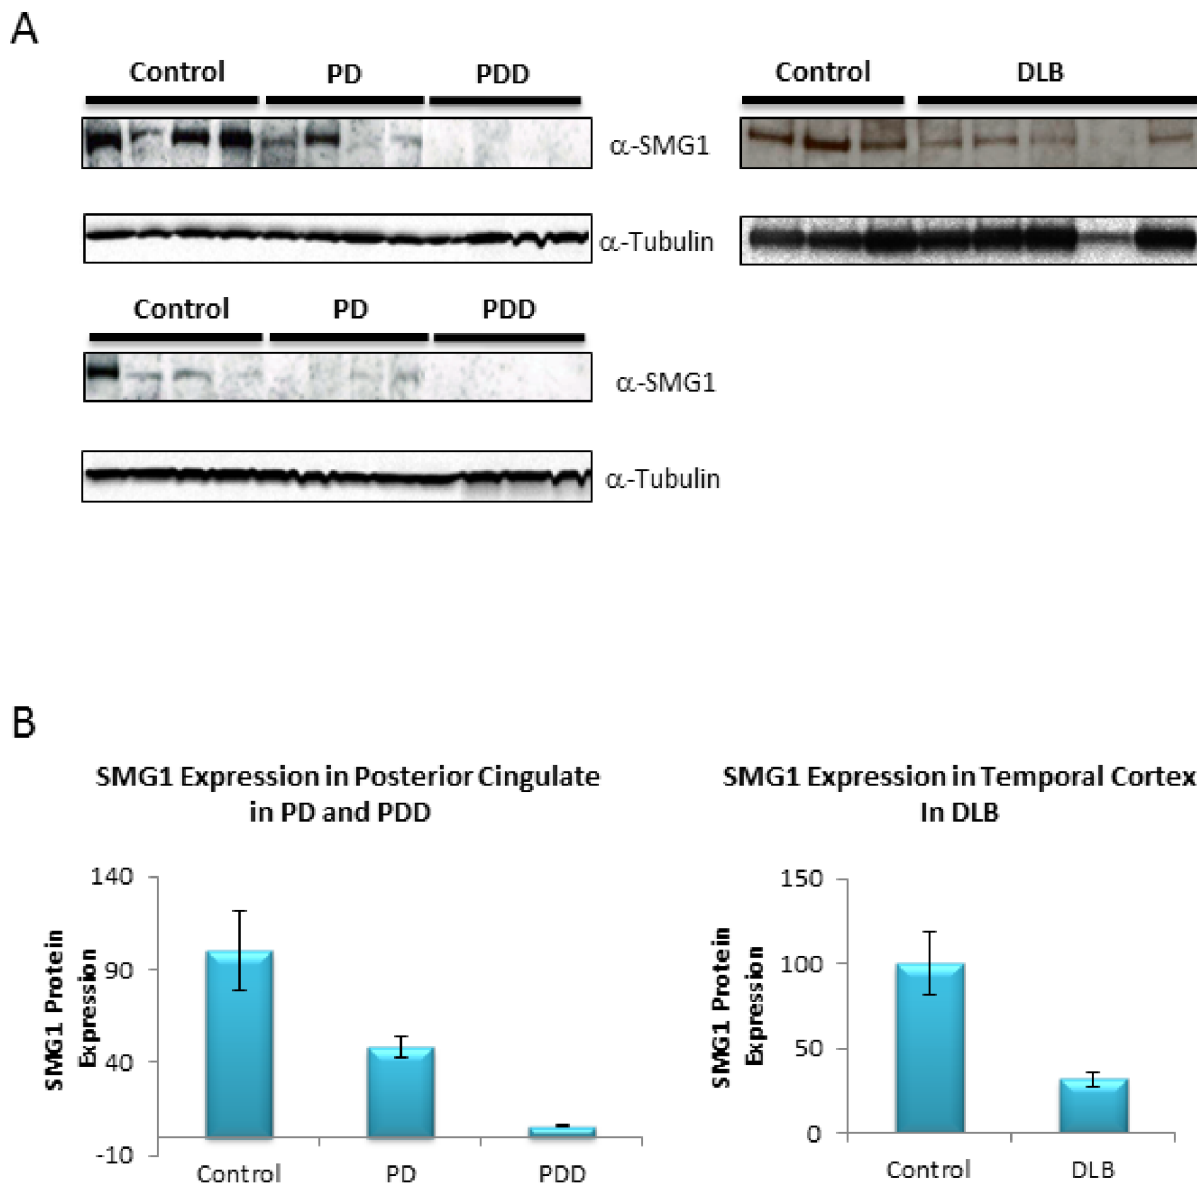 A
Control PD PDD
α-SMG1
α-Tubulin
Control DLB
Control PD PDD
α-SMG1
α-Tubulin
B
SMG1 Expression in Posterior Cingulate
in PD and PDD
SMG1 Protein
Expression
140
90
40
-10
Control PD PDD
SMG1 Expression in Temporal Cortex
In DLB
SMG1 Protein
Expression
150
100
50
0
Control DLB